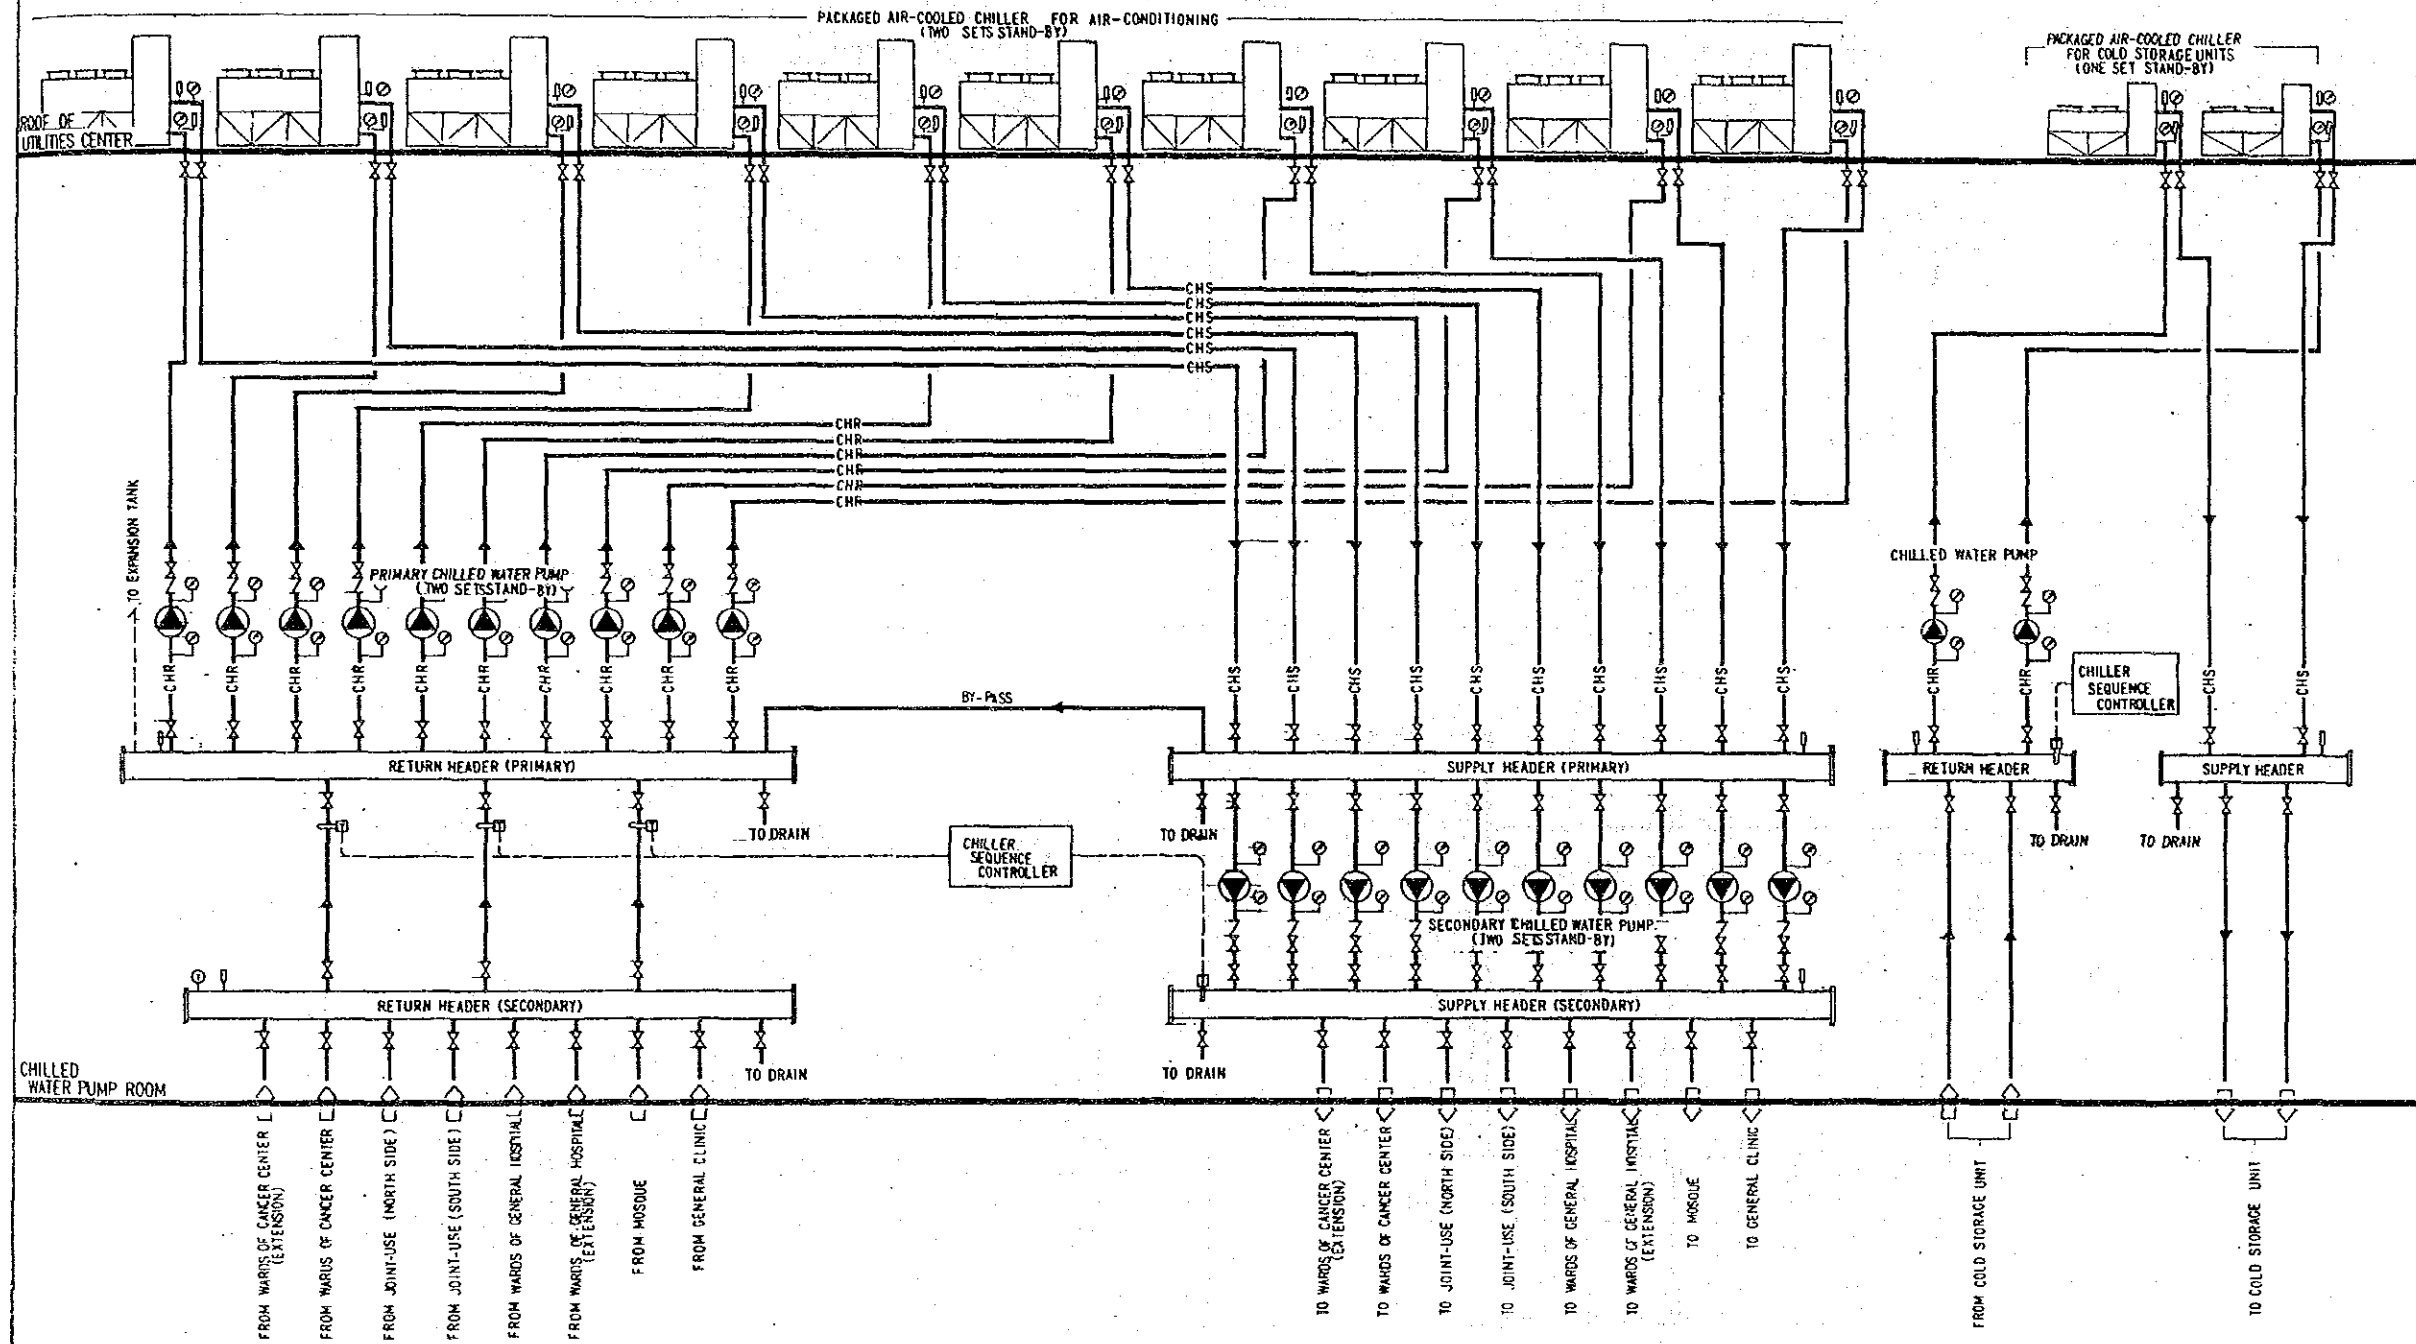 PACKAGED AIR-COOLED CHILLER FOR AIR-CONDITIONING
(TWO SETS STAND-BY)
PACKAGED AIR-COOLED CHILLER
FOR COLD STORAGE UNITS
(ONE SET STAND-BY)
ROOF OF
UTILITIES CENTER
CHS
CHS
CHS
CHS
CHS
CHS
CHR
CHR
CHR
CHR
CHR
CHR
TO EXPANSION TANK
PRIMARY CHILLED WATER PUMP
(TWO SETS STAND-BY)
CHILLED WATER PUMP
CHR
CHR
CHR
CHR
CHR
CHR
CHR
CHR
CHR
CHR
CHS
CHS
CHS
CHS
CHS
CHS
CHS
CHS
CHS
CHS
CHR
CHR
CHS
CHS
CHILLER
SEQUENCE
CONTROLLER
BY-PASS
RETURN HEADER (PRIMARY)
SUPPLY HEADER (PRIMARY)
RETURN HEADER
SUPPLY HEADER
TO DRAIN
TO DRAIN
TO DRAIN
TO DRAIN
CHILLER
SEQUENCE
CONTROLLER
SECONDARY CHILLED WATER PUMP
(TWO SETS STAND-BY)
RETURN HEADER (SECONDARY)
SUPPLY HEADER (SECONDARY)
TO DRAIN
TO DRAIN
CHILLED
WATER PUMP ROOM
FROM WARDS OF CANCER CENTER
(EXTENSION)
FROM WARDS OF CANCER CENTER
FROM JOINT-USE (NORTH SIDE)
FROM JOINT-USE (SOUTH SIDE)
FROM WARDS OF GENERAL HOSPITAL
FROM WARDS OF GENERAL HOSPITAL
(EXTENSION)
FROM MOSQUE
FROM GENERAL CLINIC
TO WARDS OF CANCER CENTER
(EXTENSION)
TO WARDS OF CANCER CENTER
TO JOINT-USE (NORTH SIDE)
TO JOINT-USE (SOUTH SIDE)
TO WARDS OF GENERAL HOSPITAL
TO WARDS OF GENERAL HOSPITAL
(EXTENSION)
TO MOSQUE
TO GENERAL CLINIC
FROM COLD STORAGE UNIT
TO COLD STORAGE UNIT